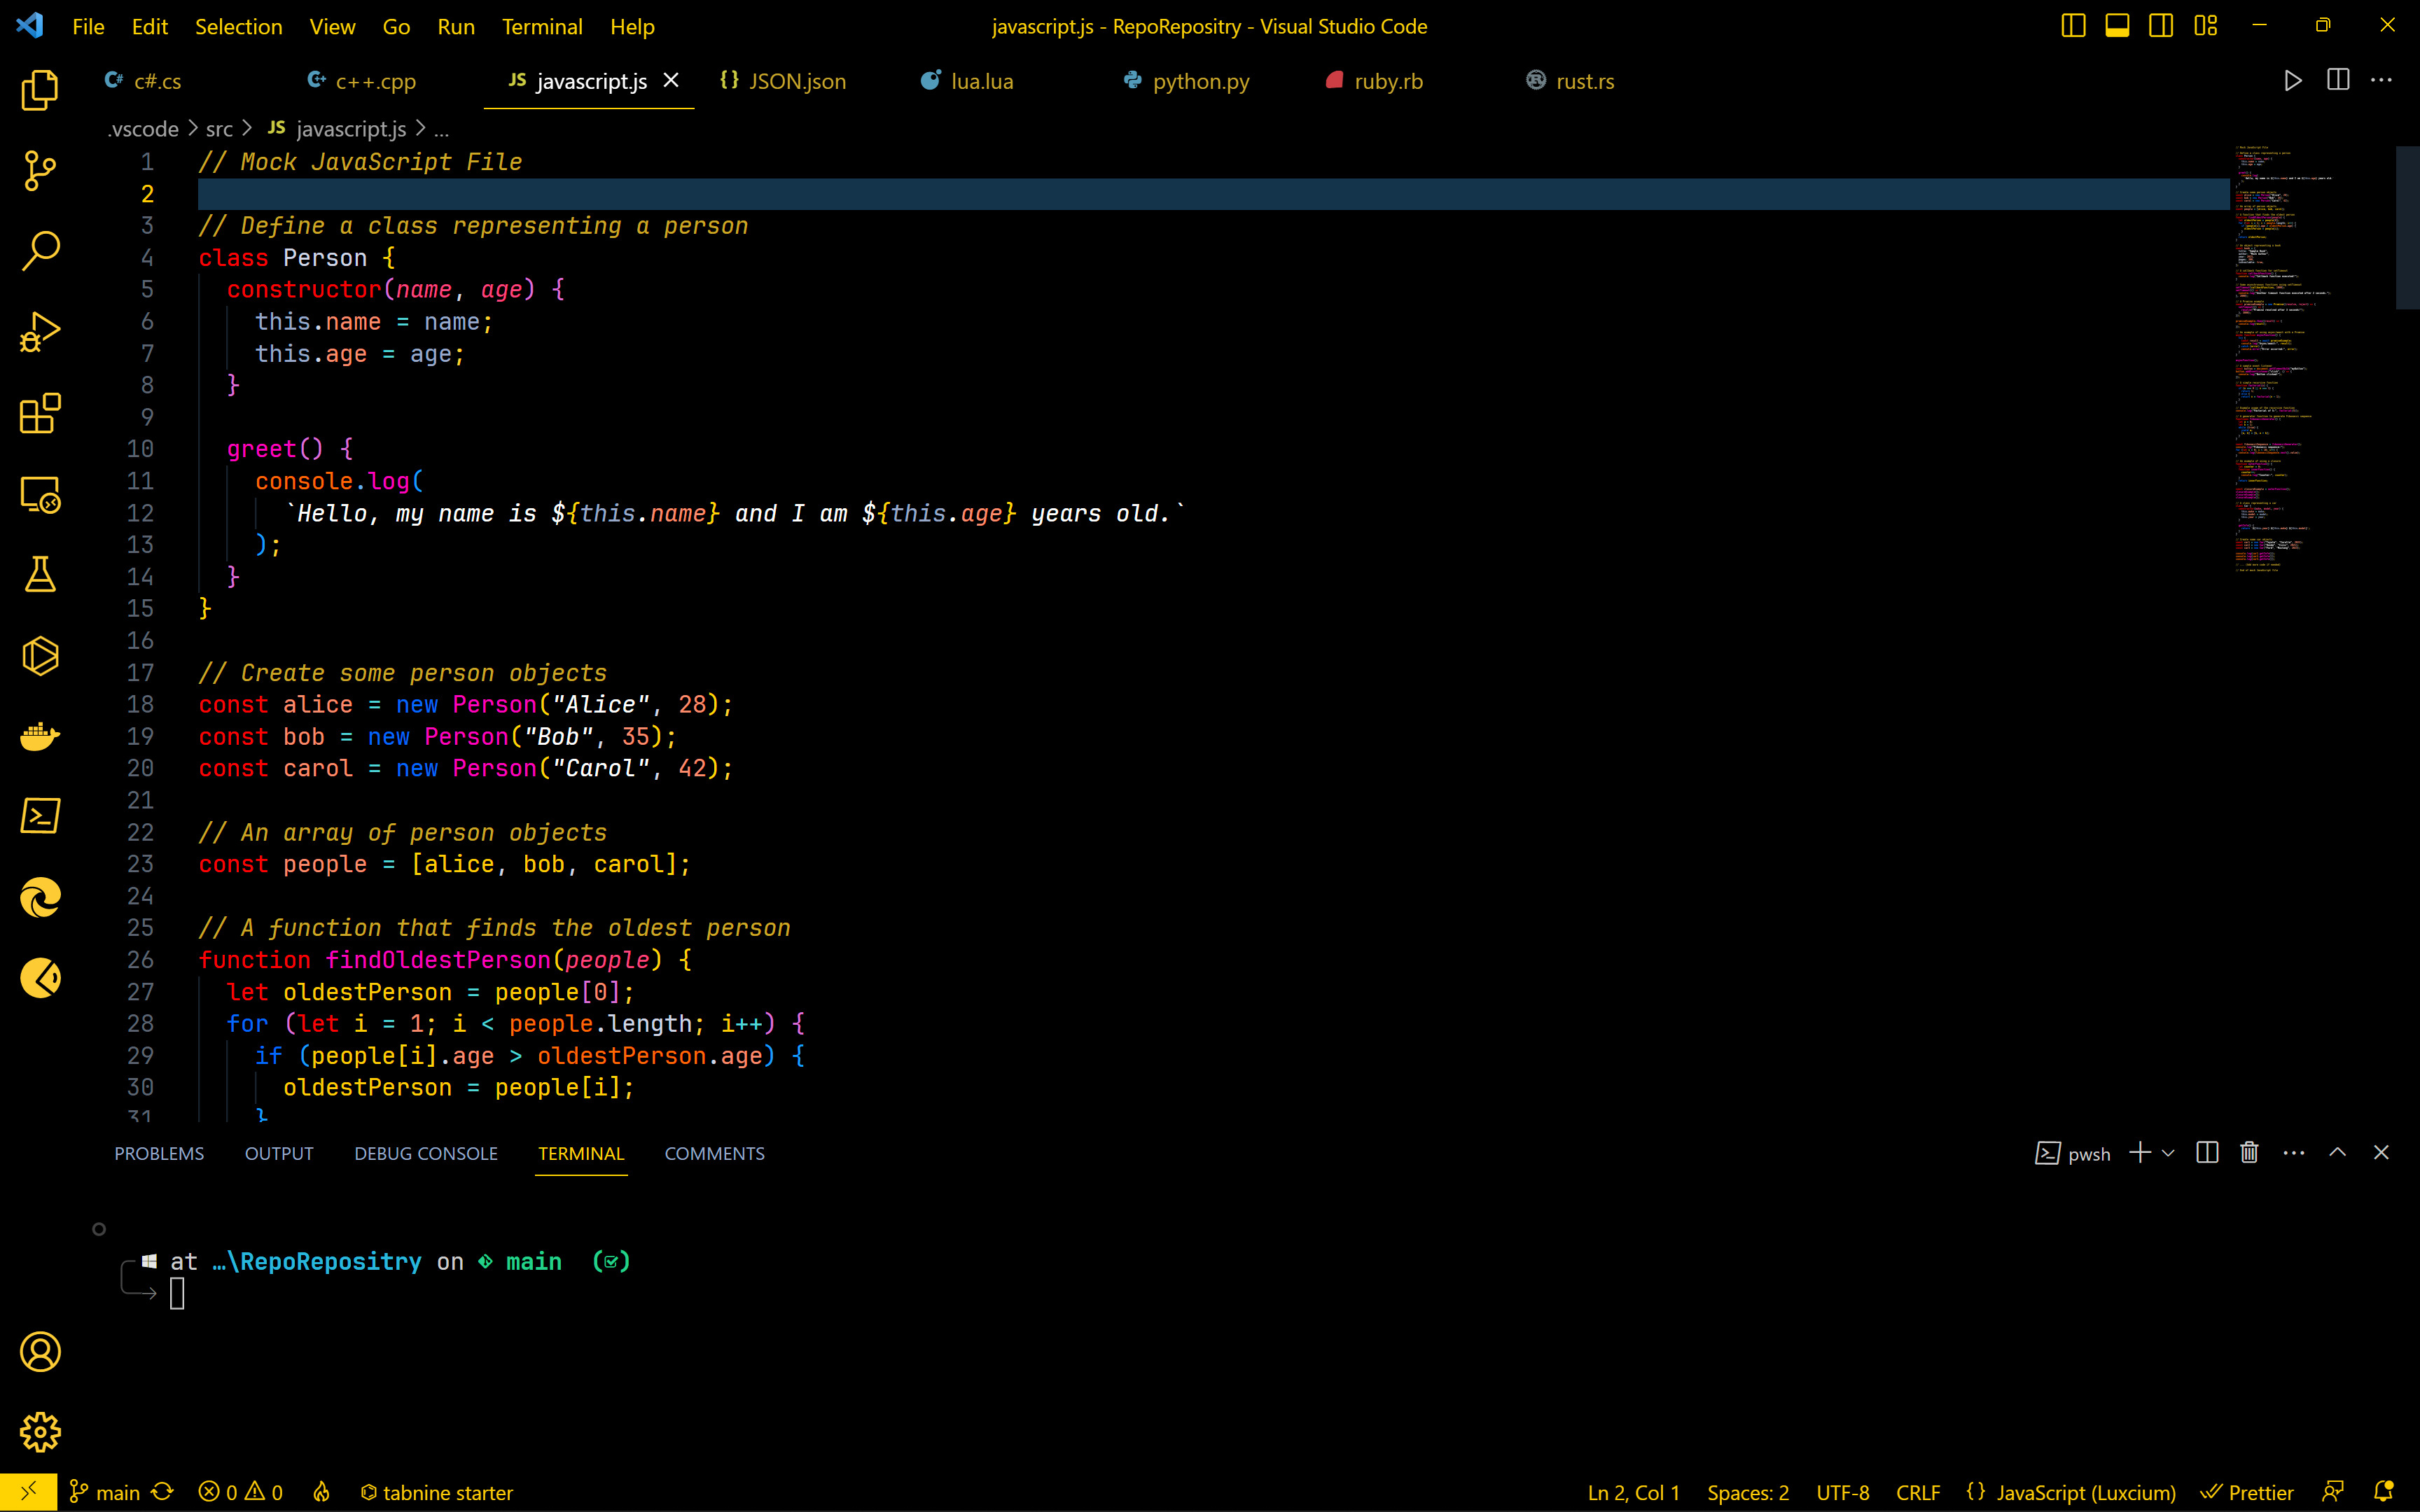 File Edit Selection View Go Run Terminal Help javascript.js - RepoRepositry - Visual Studio Code
c#.cs c++.cpp JS javascript.js {} JSON.json lua.lua python.py ruby.rb rust.rs
.vscode > src > JS javascript.js > ...
1 // Mock JavaScript File
2
3 // Define a class representing a person
4 class Person {
5 constructor(name, age) {
6 this.name = name;
7 this.age = age;
8 }
9
10 greet() {
11 console.log(
12 `Hello, my name is ${this.name} and I am ${this.age} years old.`
13 );
14 }
15 }
16
17 // Create some person objects
18 const alice = new Person("Alice", 28);
19 const bob = new Person("Bob", 35);
20 const carol = new Person("Carol", 42);
21
22 // An array of person objects
23 const people = [alice, bob, carol];
24
25 // A function that finds the oldest person
26 function findOldestPerson(people) {
27 let oldestPerson = people[0];
28 for (let i = 1; i < people.length; i++) {
29 if (people[i].age > oldestPerson.age) {
30 oldestPerson = people[i];
31 }
PROBLEMS OUTPUT DEBUG CONSOLE TERMINAL COMMENTS pwsh
at …\RepoRepositry on main
main 0 0 tabnine starter Ln 2, Col 1 Spaces: 2 UTF-8 CRLF {} JavaScript (Luxcium) Prettier